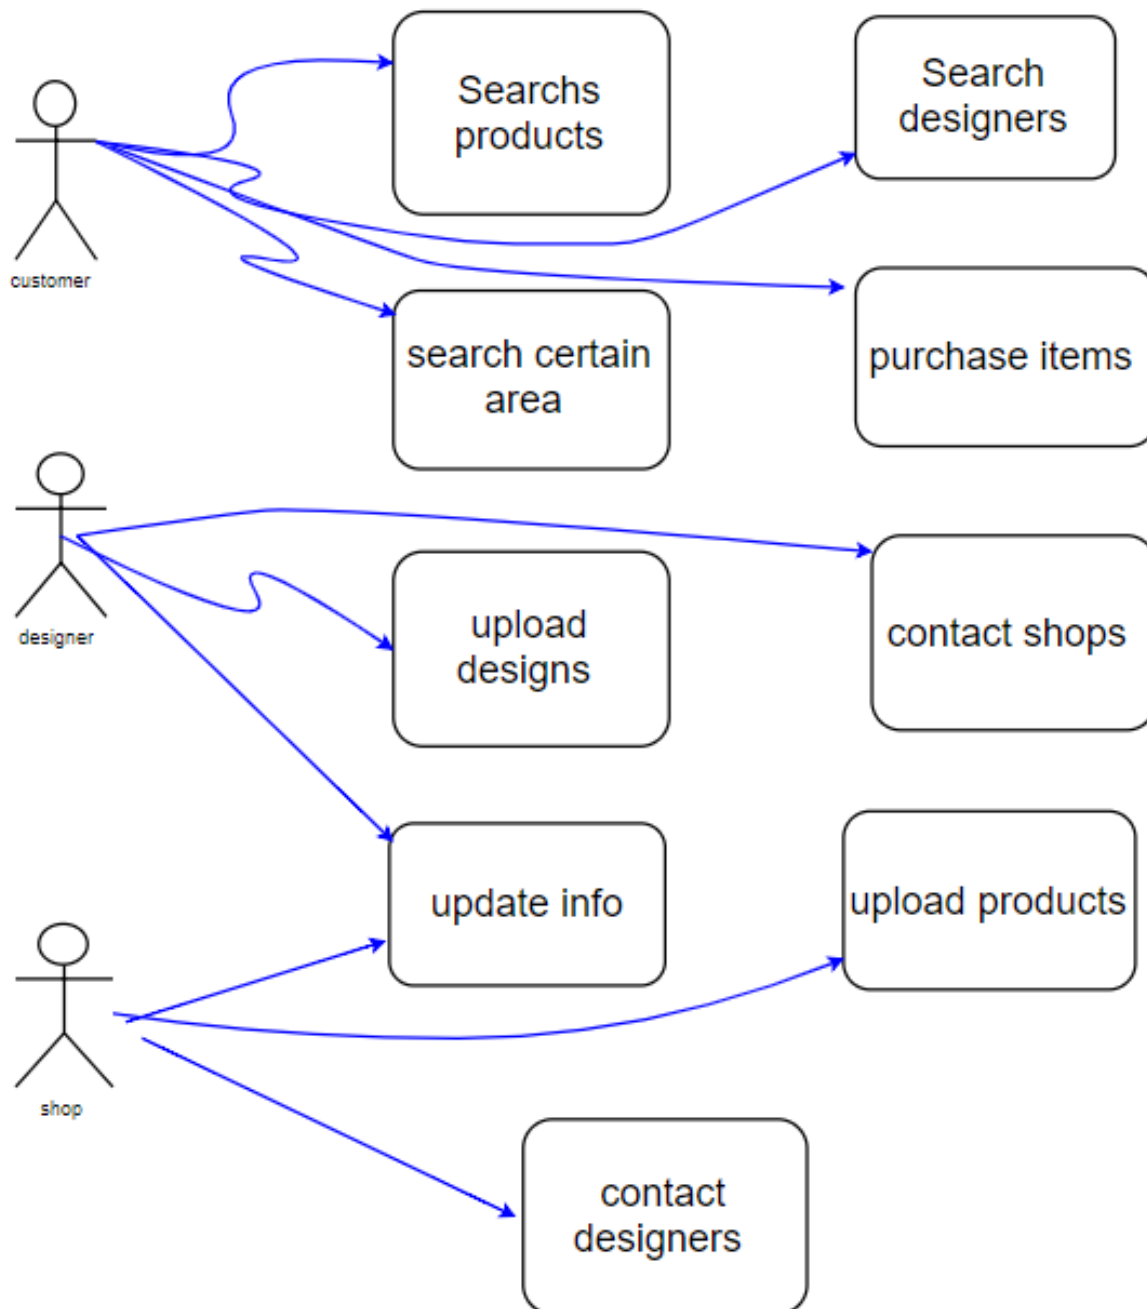 Searchs
products
Search
designers
customer
search certain
area
purchase items
designer
upload
designs
contact shops
update info
upload products
shop
contact
designers